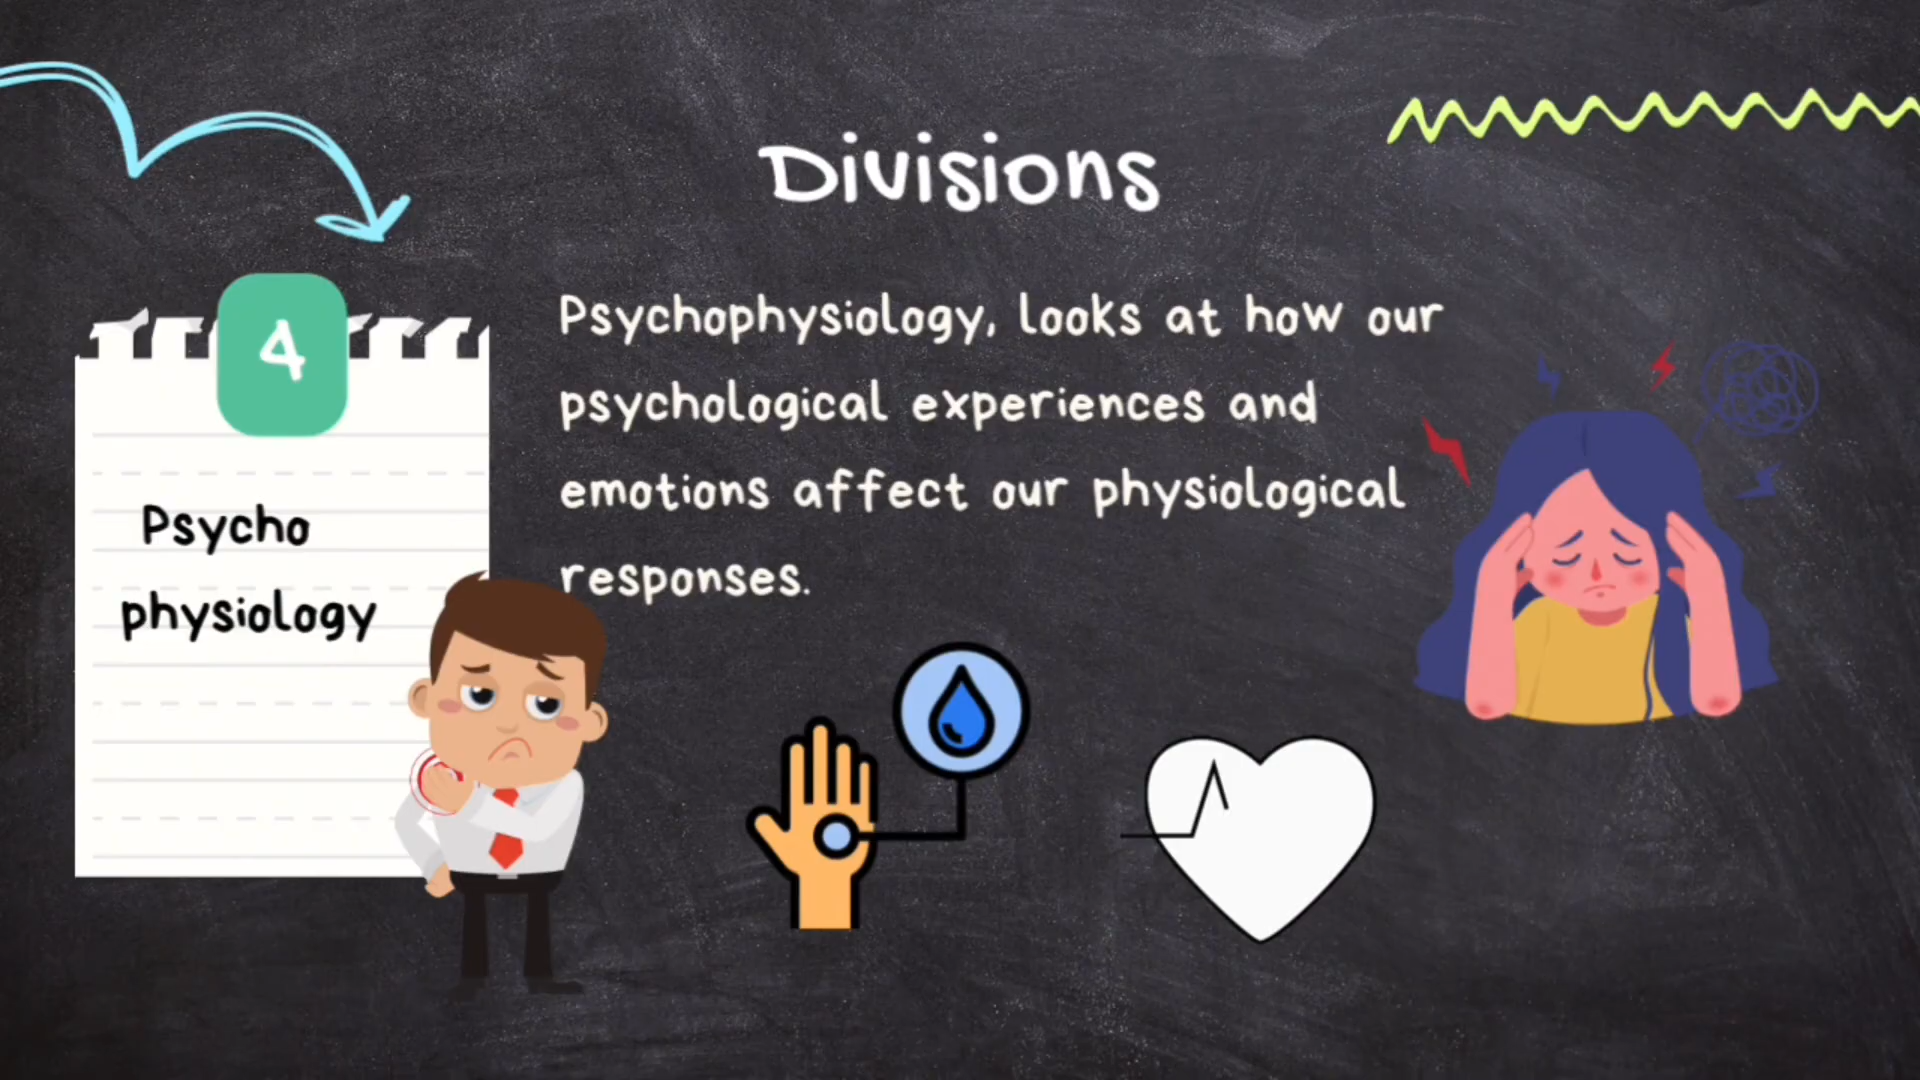 Divisions
4
Psycho
physiology
Psychophysiology, looks at how our
psychological experiences and
emotions affect our physiological
responses.